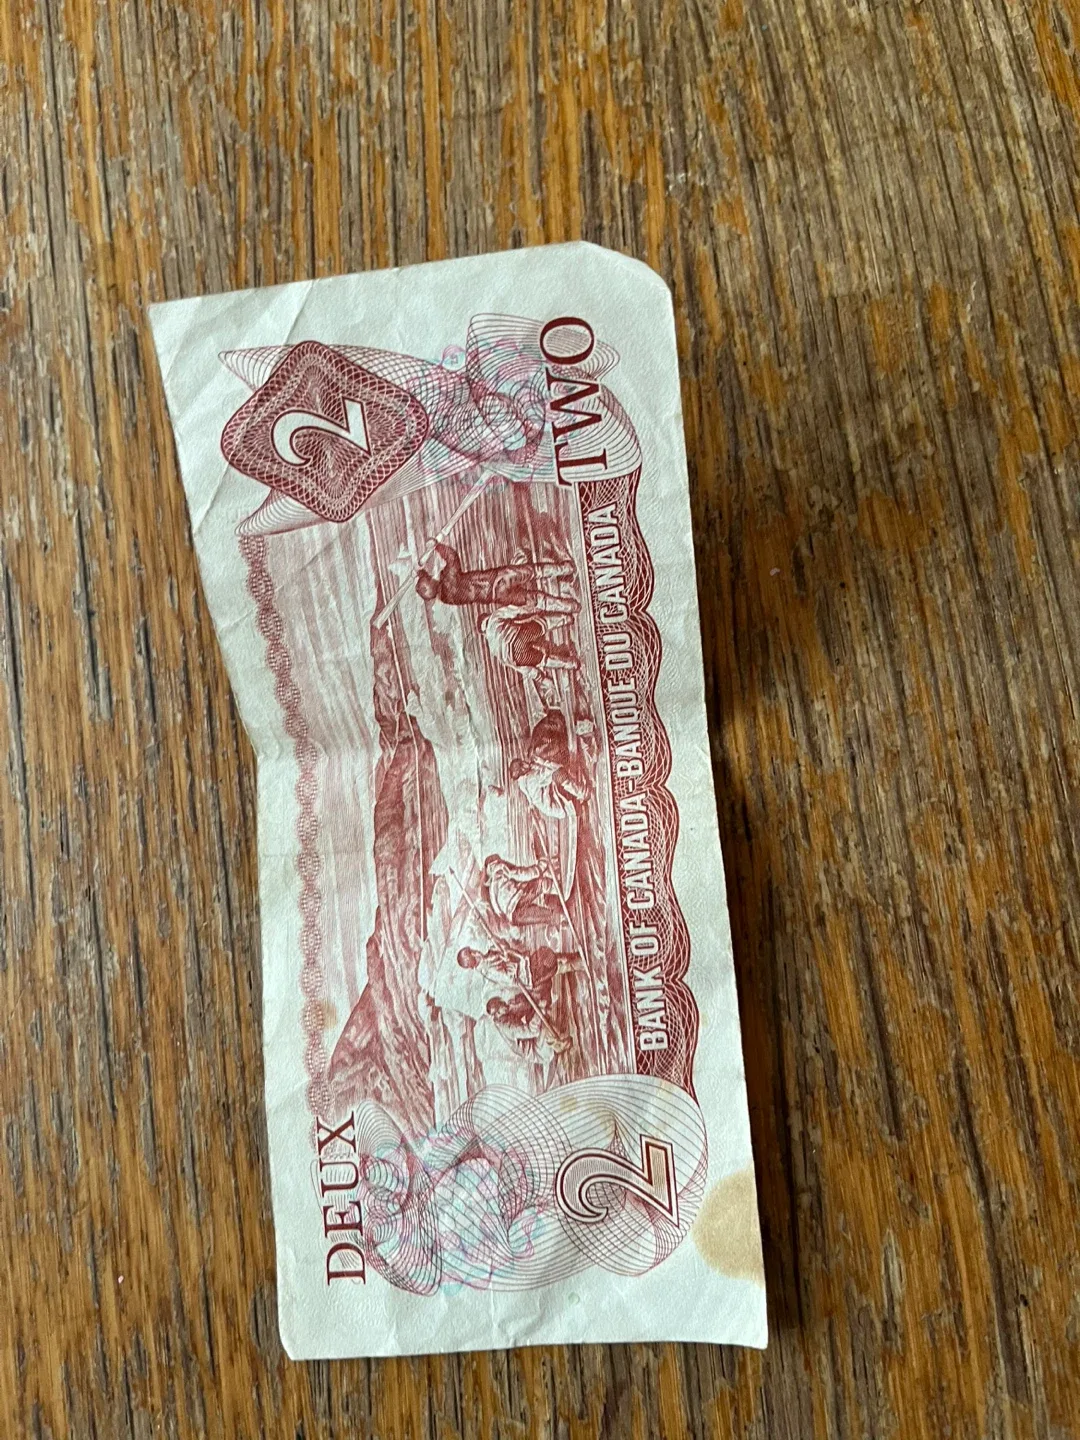 DEUX
2
2
TWO
BANK OF CANADA-BANQUE DU CANADA